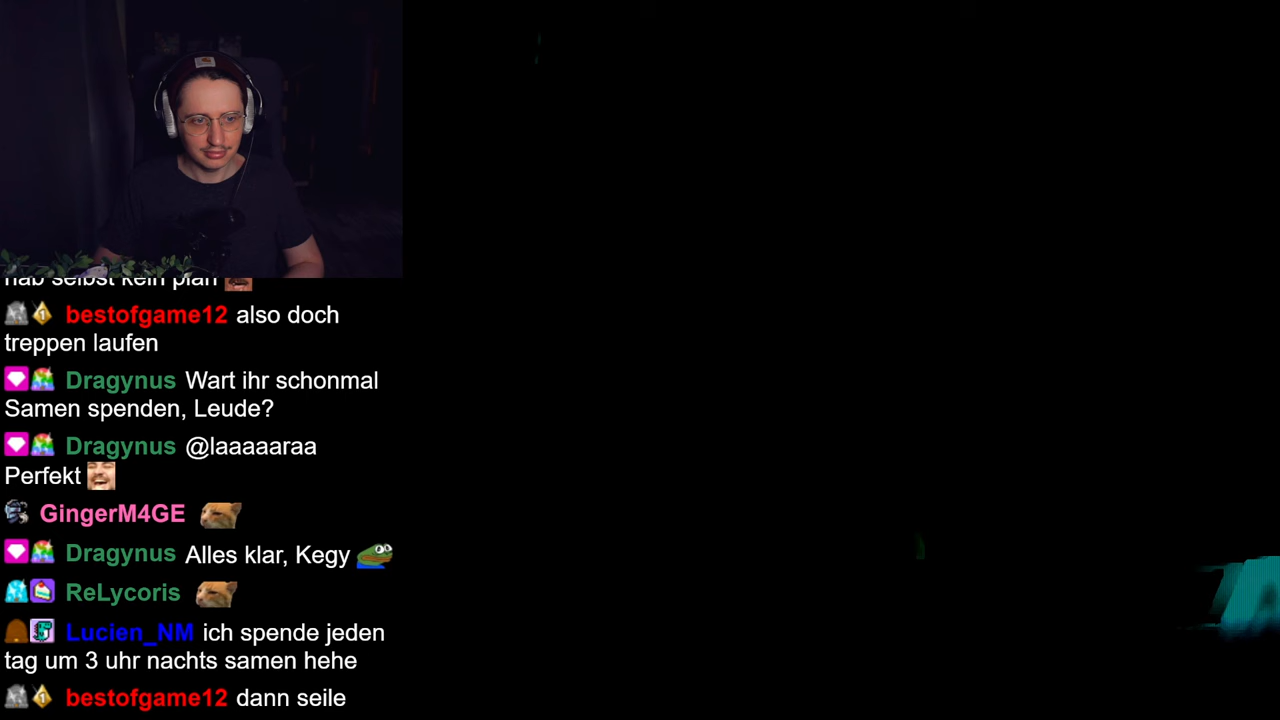 hab selbst kein plan
bestofgame12 also doch
treppen laufen
Dragynus Wart ihr schonmal
Samen spenden, Leude?
Dragynus @laaaaaraa
Perfekt
GingerM4GE
Dragynus Alles klar, Kegy
ReLycoris
Lucien_NM ich spende jeden
tag um 3 uhr nachts samen hehe
bestofgame12 dann seile